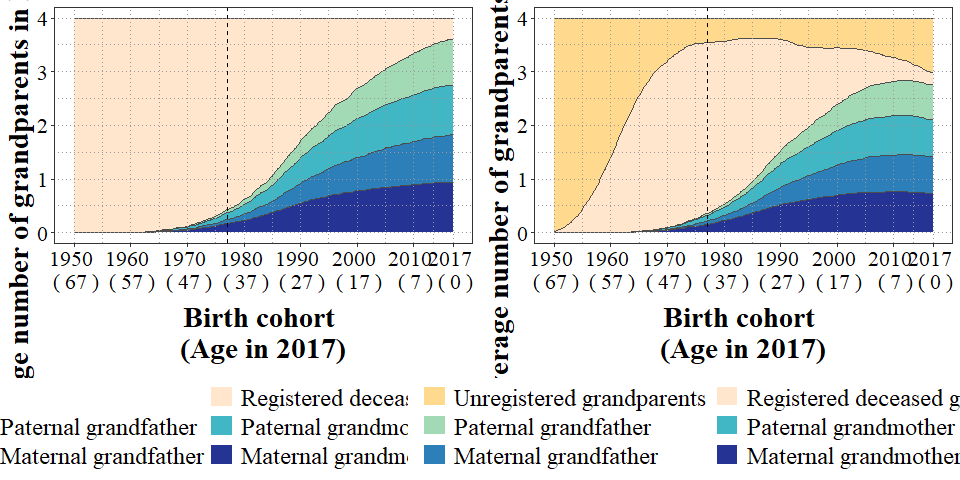 ge number of grandparents in
4
3
2
1
0
1950 1960 1970 1980 1990 2000 2010 2017
( 67 ) ( 57 ) ( 47 ) ( 37 ) ( 27 ) ( 17 ) ( 7 ) ( 0 )
Birth cohort
(Age in 2017)
erage number of grandparents
4
3
2
1
0
1950 1960 1970 1980 1990 2000 2010 2017
( 67 ) ( 57 ) ( 47 ) ( 37 ) ( 27 ) ( 17 ) ( 7 ) ( 0 )
Birth cohort
(Age in 2017)
Registered deceas
Paternal grandfather Paternal grandmo
Maternal grandfather Maternal grandm
Unregistered grandparents Registered deceased g
Paternal grandfather Paternal grandmother
Maternal grandfather Maternal grandmother